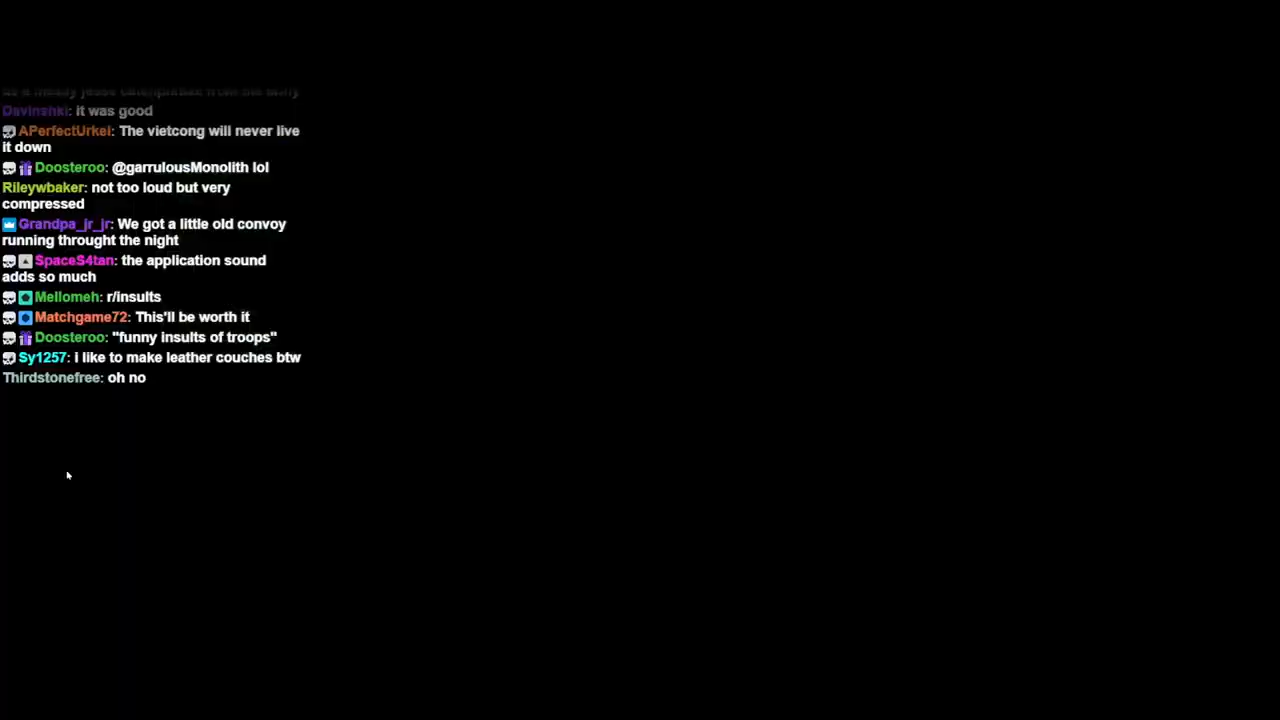 Davinshki: it was good
APerfectUrkel: The vietcong will never live
it down
Doosteroo: @garrulousMonolith lol
Rileywbaker: not too loud but very
compressed
Grandpa_jr_jr: We got a little old convoy
running throught the night
SpaceS4tan: the application sound
adds so much
Mellomeh: r/insults
Matchgame72: This'll be worth it
Doosteroo: "funny insults of troops"
Sy1257: i like to make leather couches btw
Thirdstonefree: oh no